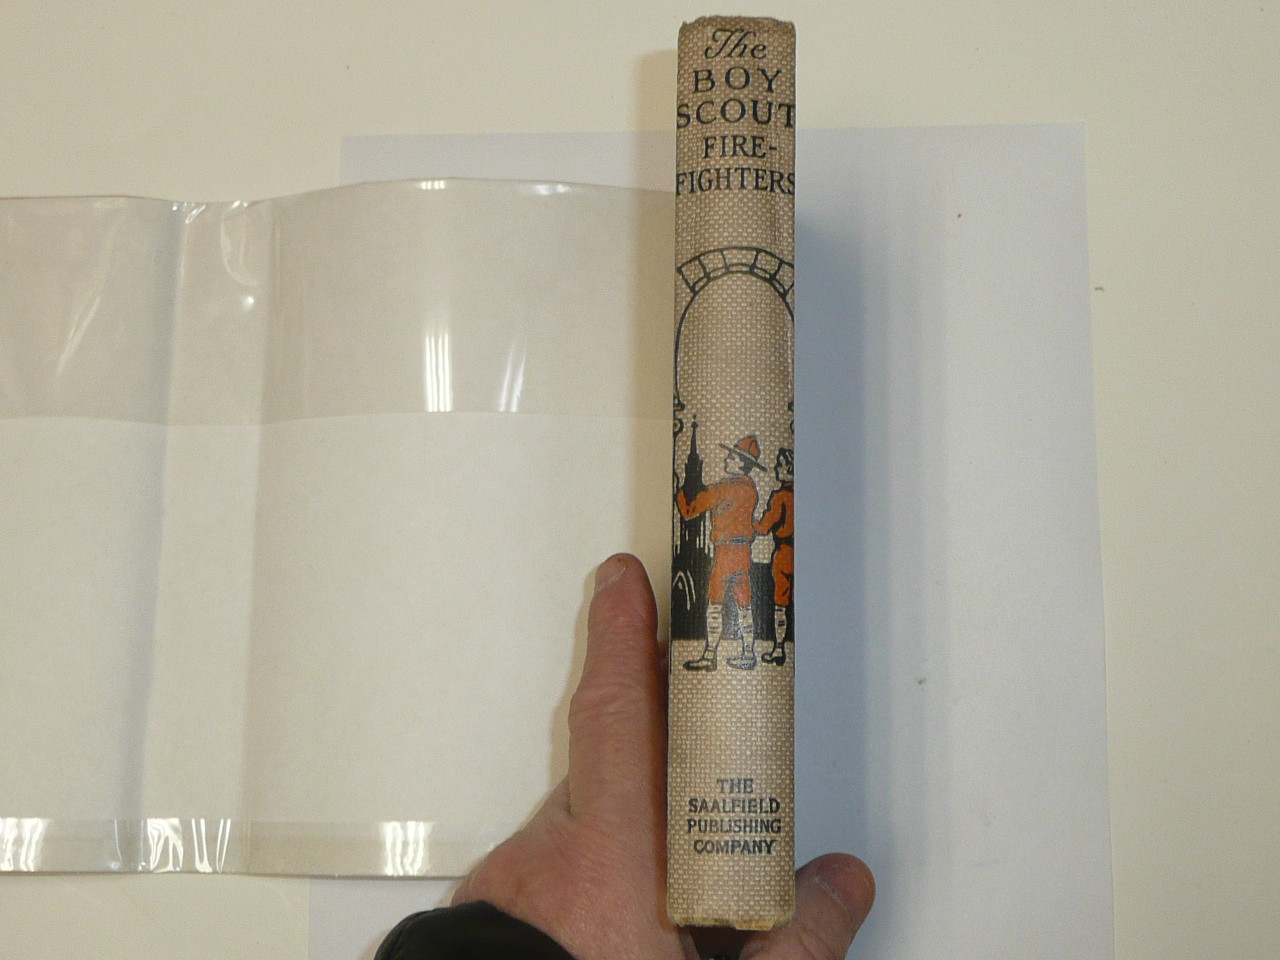 The
BOY
SCOUT
FIRE-
FIGHTERS
THE
SAALFIELD
PUBLISHING
COMPANY